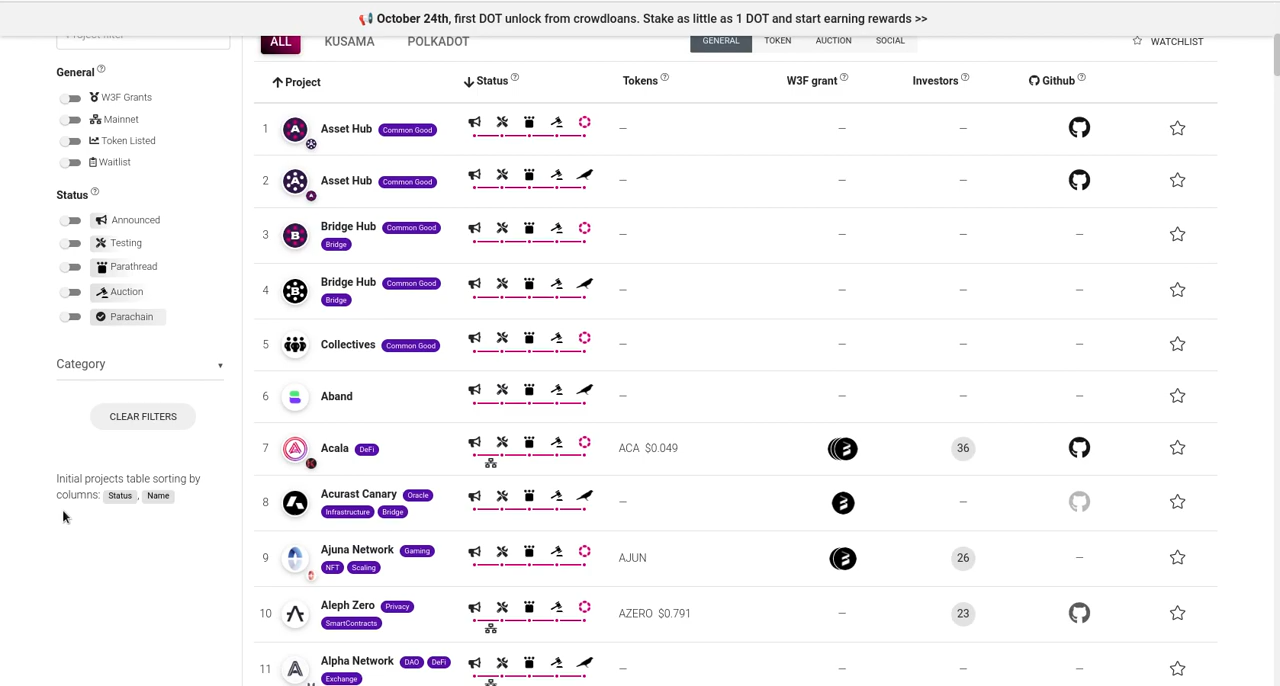 📢 October 24th, first DOT unlock from crowdloans. Stake as little as 1 DOT and start earning rewards >>
Project filter
ALL KUSAMA POLKADOT GENERAL TOKEN AUCTION SOCIAL WATCHLIST
General
W3F Grants
Mainnet
Token Listed
Waitlist
Status
Announced
Testing
Parathread
Auction
Parachain
Category
CLEAR FILTERS
Initial projects table sorting by
columns: Status , Name
Project Status Tokens W3F grant Investors Github
1 Asset Hub Common Good – – –
2 Asset Hub Common Good – – –
3 Bridge Hub Common Good – – – –
Bridge
4 Bridge Hub Common Good – – – –
Bridge
5 Collectives Common Good – – – –
6 Aband – – – –
7 Acala DeFi ACA $0.049 36
8 Acurast Canary Oracle – –
Infrastructure Bridge
9 Ajuna Network Gaming AJUN 26 –
NFT Scaling
10 Aleph Zero Privacy AZERO $0.791 – 23
SmartContracts
11 Alpha Network DAO DeFi – – – –
Exchange